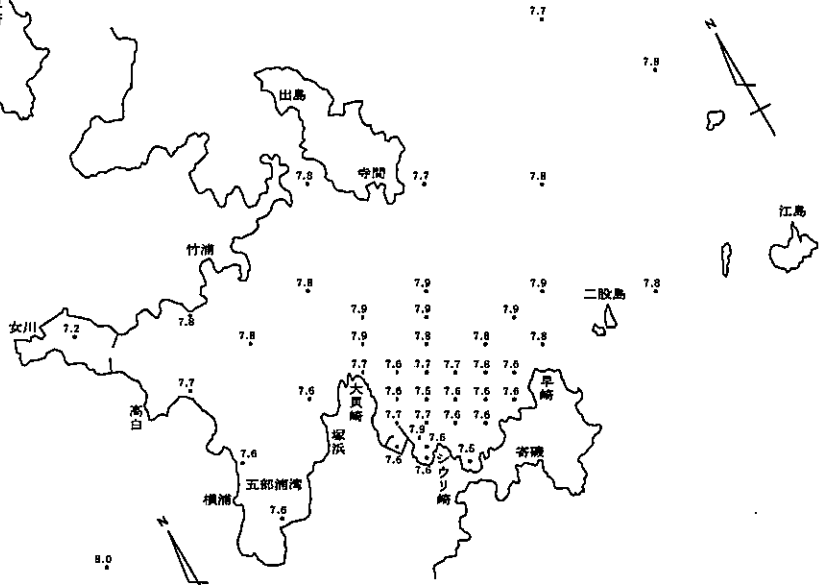 7.7
7.8
出島
寺間
7.8 7.7 7.8
江島
竹浦
7.8 7.9 7.9 7.8
二股島
7.9 7.9 7.9
女川 7.2 7.8
7.8 7.9 7.8 7.8 7.8
7.7 7.6 7.7 7.7 7.6 7.6
7.7 7.6 大貝崎 7.6 7.5 7.6 7.6 7.6 早崎
高白
7.7 7.7 7.6 7.6
塚浜
7.9 7.5
7.6 7.6 7.6 7.5
シウリ崎
寄磯
五部浦湾
横浦
7.6
N
N
8.0